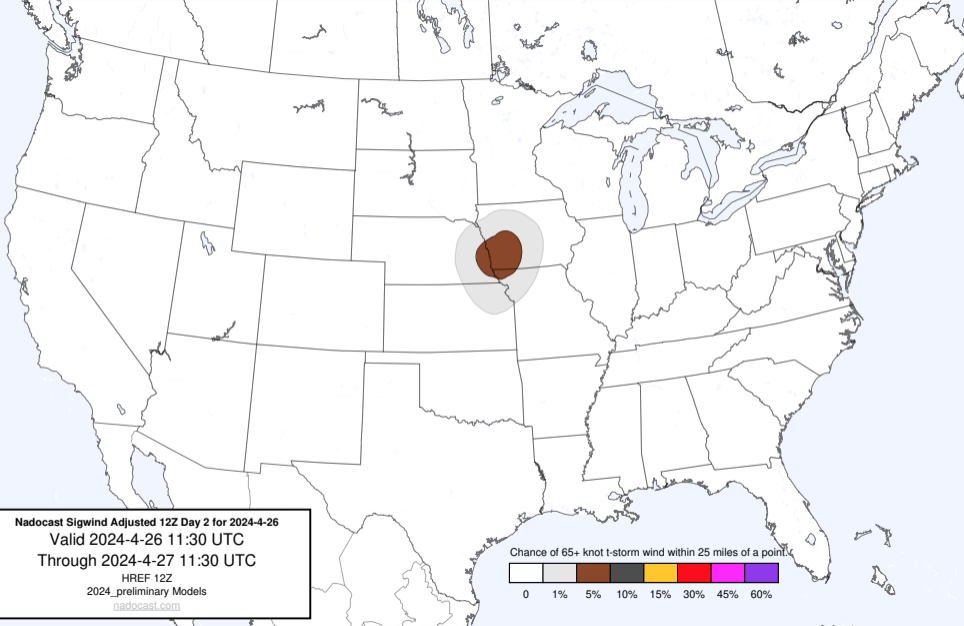 Nadocast Sigwind Adjusted 12Z Day 2 for 2024-4-26
Valid 2024-4-26 11:30 UTC
Through 2024-4-27 11:30 UTC
HREF 12Z
2024_preliminary Models
nadocast.com
Chance of 65+ knot t-storm wind within 25 miles of a point.
0 1% 5% 10% 15% 30% 45% 60%